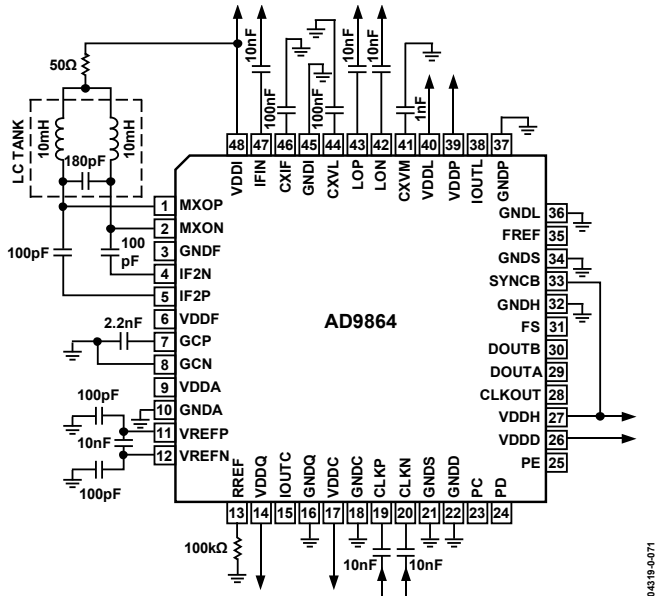 10nF
10nF
10nF
50Ω
100nF
100nF
1nF
LC TANK
10mH
10mH
180pF
48 47 46 45 44 43 42 41 40 39 38 37
VDDI
IFIN
CXIF
GNDI
CXVL
LOP
LON
CXVM
VDDL
VDDP
IOUTL
GNDP
1 MXOP
2 MXON
3 GNDF
4 IF2N
5 IF2P
6 VDDF
7 GCP
8 GCN
9 VDDA
10 GNDA
11 VREFP
12 VREFN
100pF
100
pF
2.2nF
100pF
10nF
100pF
AD9864
GNDL 36
FREF 35
GNDS 34
SYNCB 33
GNDH 32
FS 31
DOUTB 30
DOUTA 29
CLKOUT 28
VDDH 27
VDDD 26
PE 25
RREF
VDDQ
IOUTC
GNDQ
VDDC
GNDC
CLKP
CLKN
GNDS
GNDD
PC
PD
13 14 15 16 17 18 19 20 21 22 23 24
100kΩ
10nF
10nF
04319-0-071